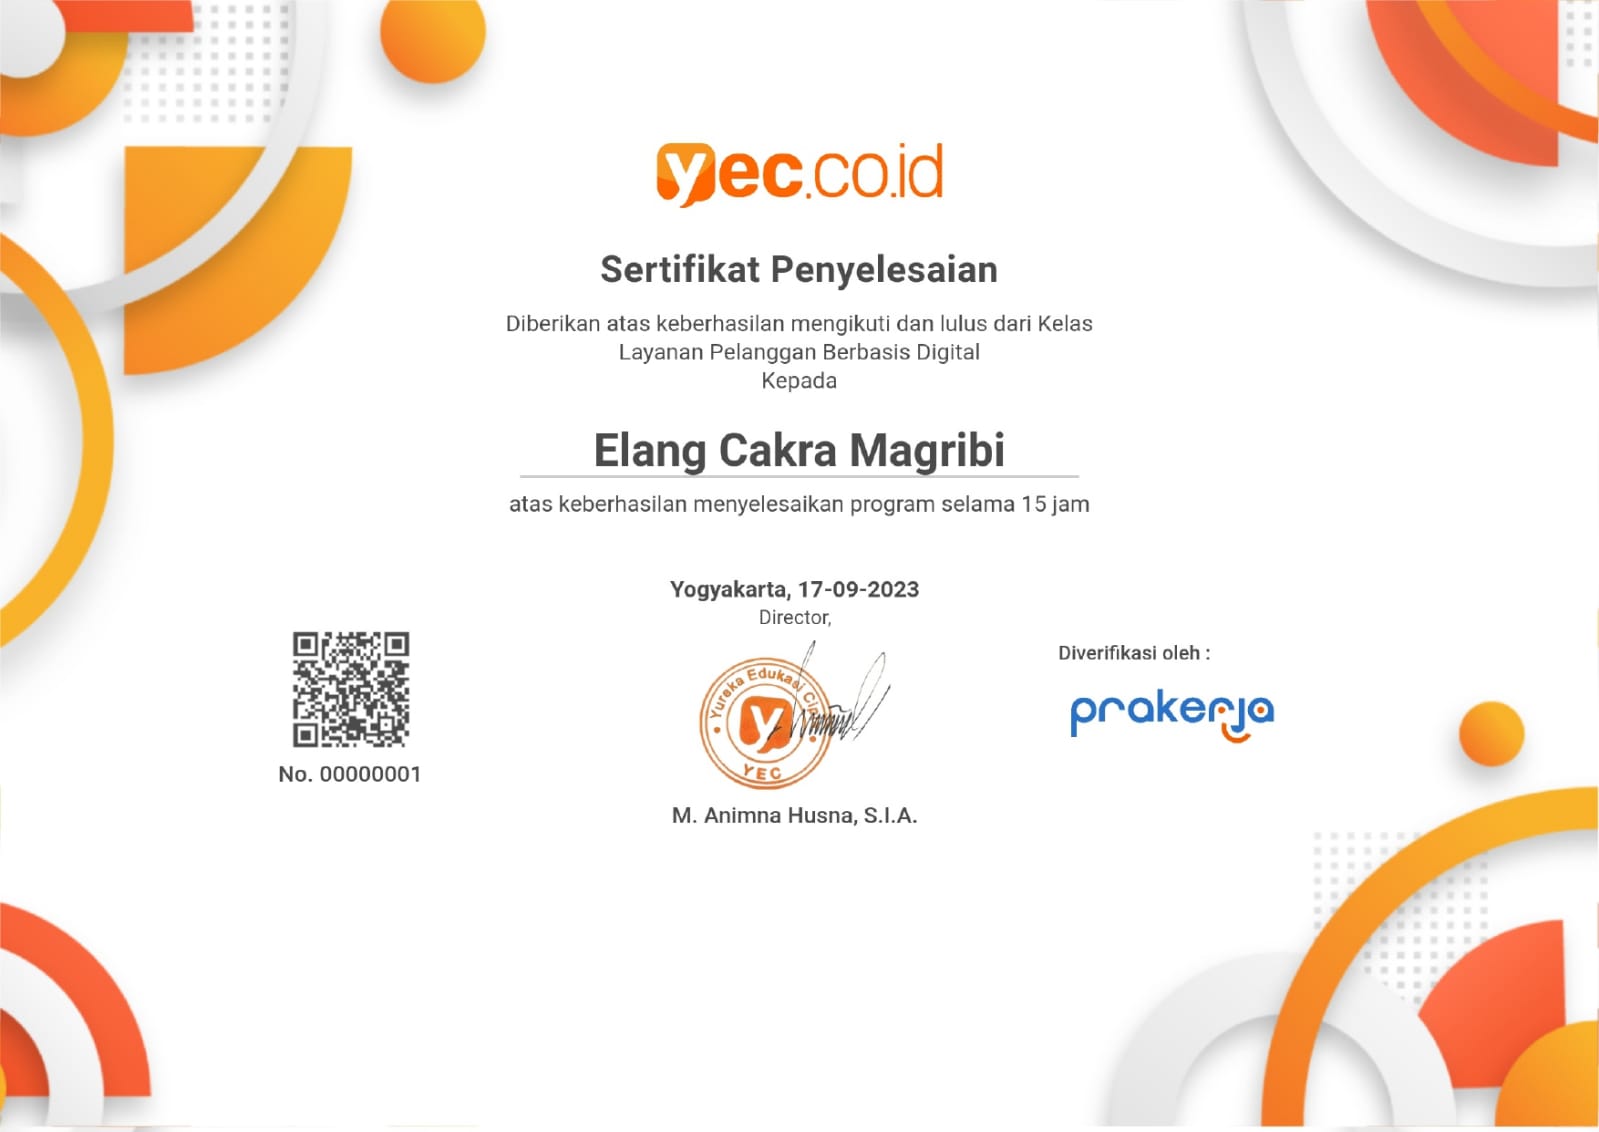 yec.co.id
Sertifikat Penyelesaian
Diberikan atas keberhasilan mengikuti dan lulus dari Kelas
Layanan Pelanggan Berbasis Digital
Kepada
Elang Cakra Magribi
atas keberhasilan menyelesaikan program selama 15 jam
Yogyakarta, 17-09-2023
Director,
Yureka Edukasi
YEC
M. Animna Husna, S.I.A.
No. 00000001
Diverifikasi oleh :
prakerja